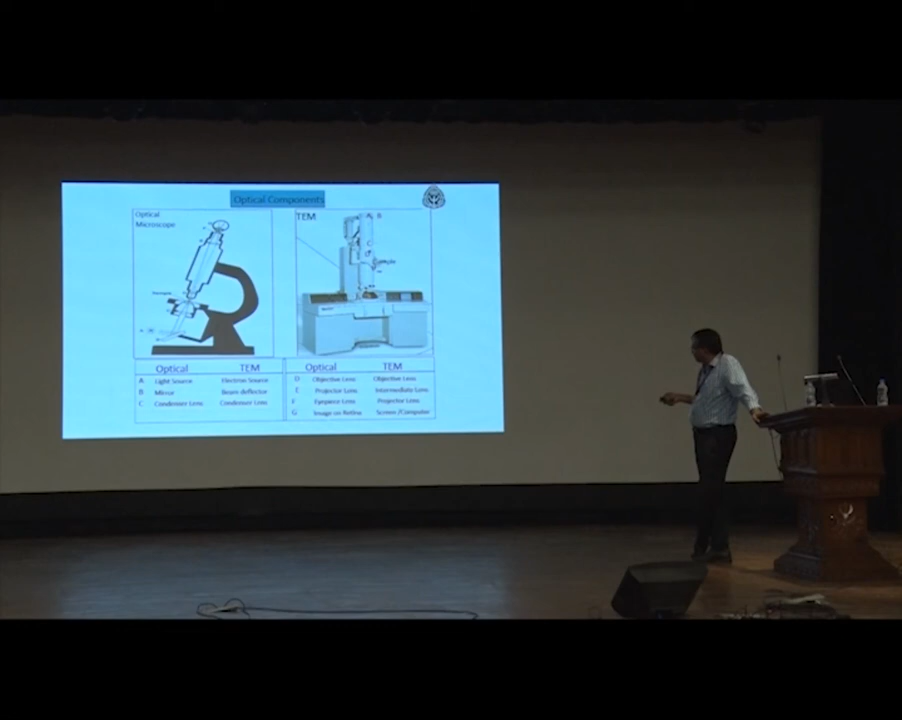 Optical Components
Optical
Microscope
TEM
A B
Optical TEM
A Light Source Electron Source
B Mirror Beam deflector
C Condenser Lens Condenser Lens
Optical TEM
D Objective Lens Objective Lens
E Projector Lens Intermediate Lens
F Eyepiece Lens Projector Lens
G Image on Retina Screen /Computer